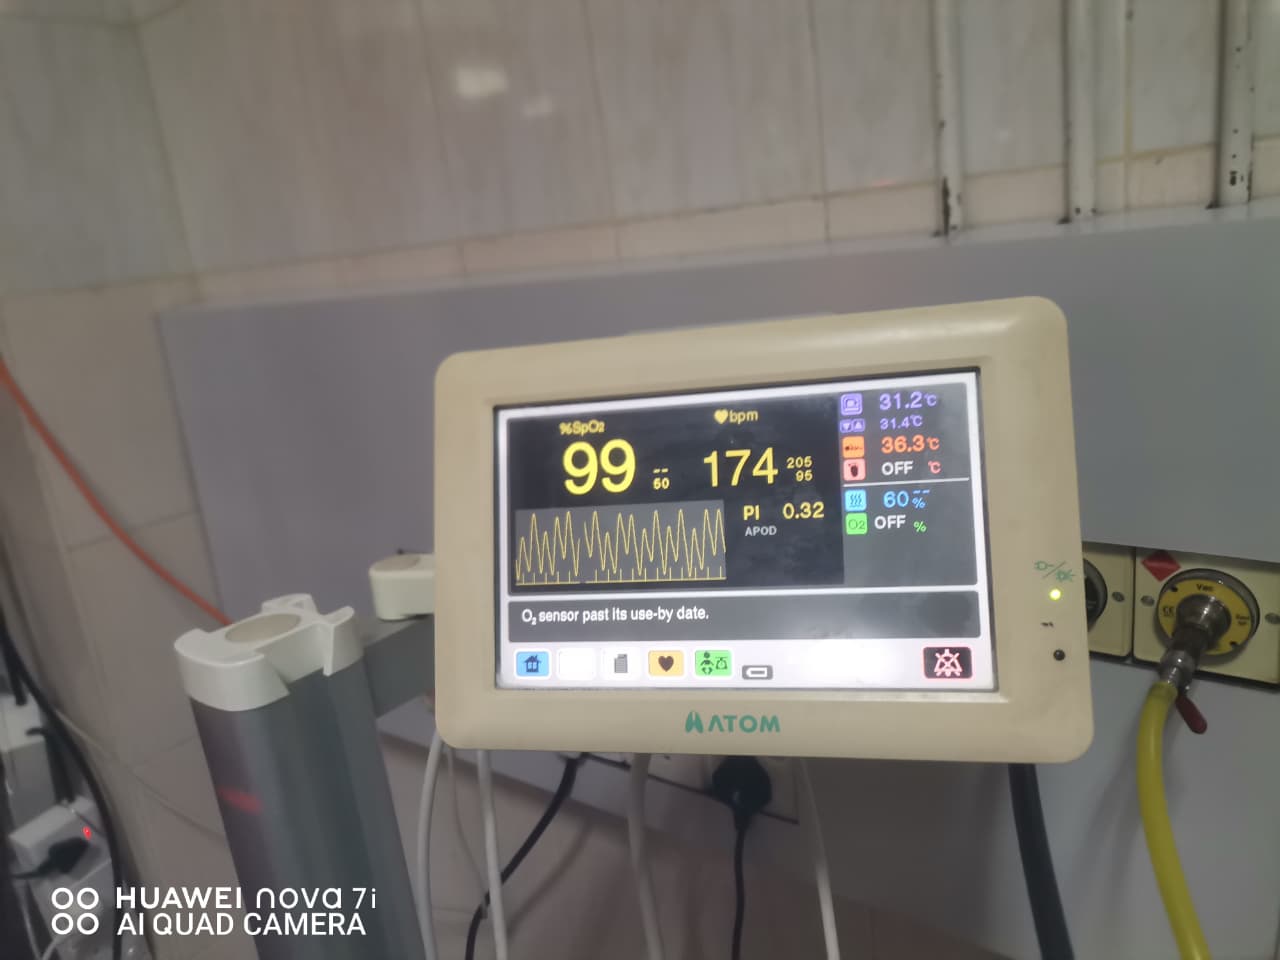 %SpO2
♥bpm
99
--
50
174
205
95
PI 0.32
APOD
31.2℃
31.4℃
36.3℃
OFF ℃
60 --%
O2 OFF %
O2 sensor past its use-by date.
ATOM
Vac
HUAWEI nova 7i
AI QUAD CAMERA